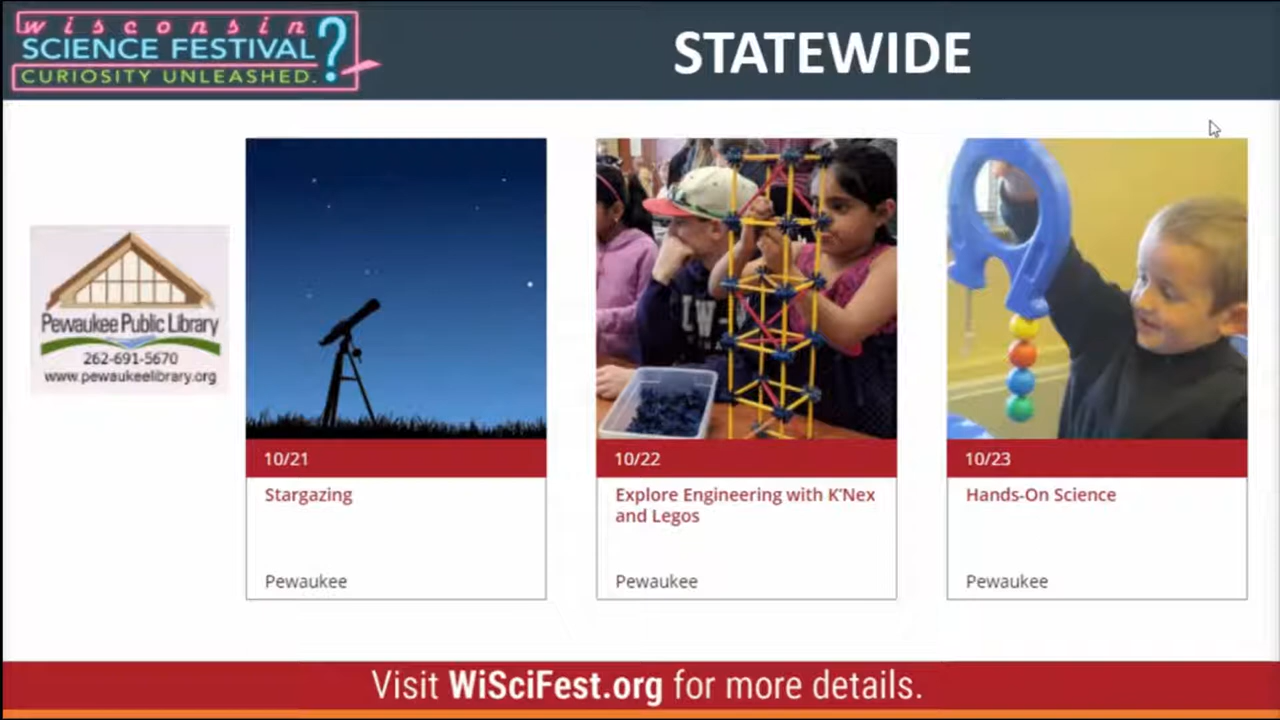 wisconsin
SCIENCE FESTIVAL?
CURIOSITY UNLEASHED.
STATEWIDE
Pewaukee Public Library
262-691-5670
www.pewaukeelibrary.org
LW-W
10/21
Stargazing
Pewaukee
10/22
Explore Engineering with K'Nex
and Legos
Pewaukee
10/23
Hands-On Science
Pewaukee
Visit WiSciFest.org for more details.